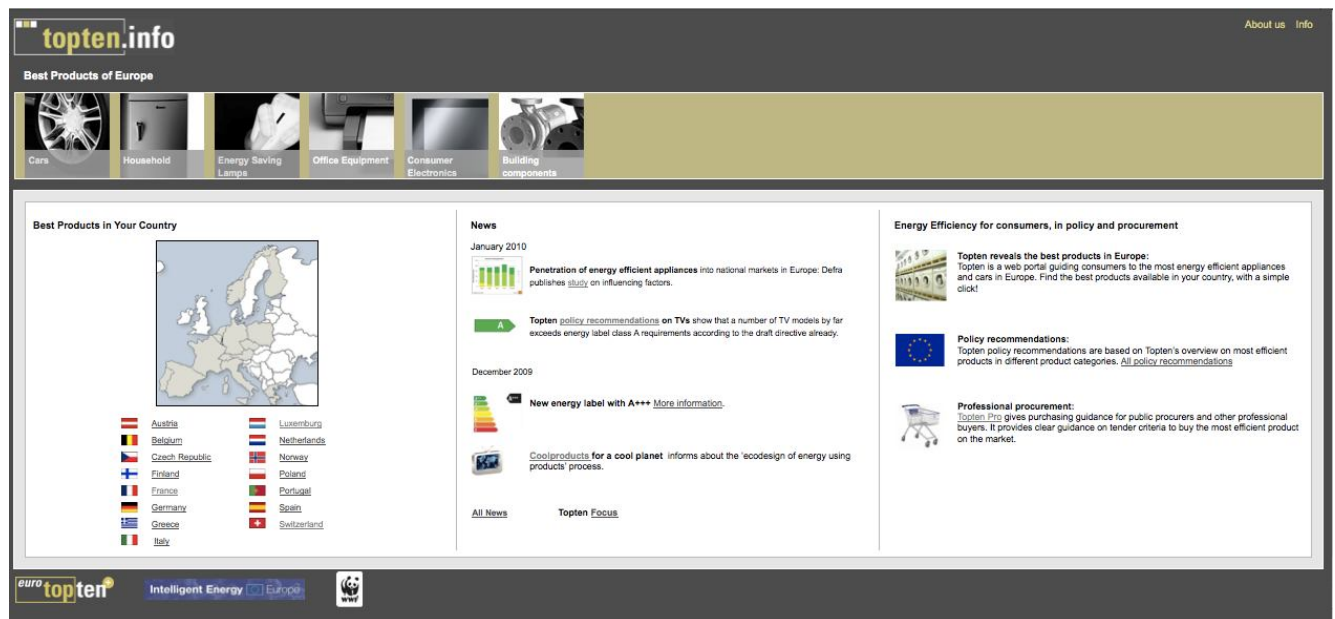 topten.info
About us Info
Best Products of Europe
Cars
Household
Energy Saving
Lamps
Office Equipment
Consumer
Electronics
Building
components
Best Products in Your Country
Austria
Belgium
Czech Republic
Finland
France
Germany
Greece
Italy
Luxemburg
Netherlands
Norway
Poland
Portugal
Spain
Switzerland
News
January 2010
Penetration of energy efficient appliances into national markets in Europe: Defra
publishes study on influencing factors.
A
Topten policy recommendations on TVs show that a number of TV models by far
exceeds energy label class A requirements according to the draft directive already.
December 2009
New energy label with A+++ More information.
Coolproducts for a cool planet informs about the 'ecodesign of energy using
products' process.
All News
Topten Focus
Energy Efficiency for consumers, in policy and procurement
Topten reveals the best products in Europe:
Topten is a web portal guiding consumers to the most energy efficient appliances
and cars in Europe. Find the best products available in your country, with a simple
click!
Policy recommendations:
Topten policy recommendations are based on Topten's overview on most efficient
products in different product categories. All policy recommendations
Professional procurement:
Topten Pro gives purchasing guidance for public procurers and other professional
buyers. It provides clear guidance on tender criteria to buy the most efficient product
on the market.
euro topten+
Intelligent Energy Europe
WWF